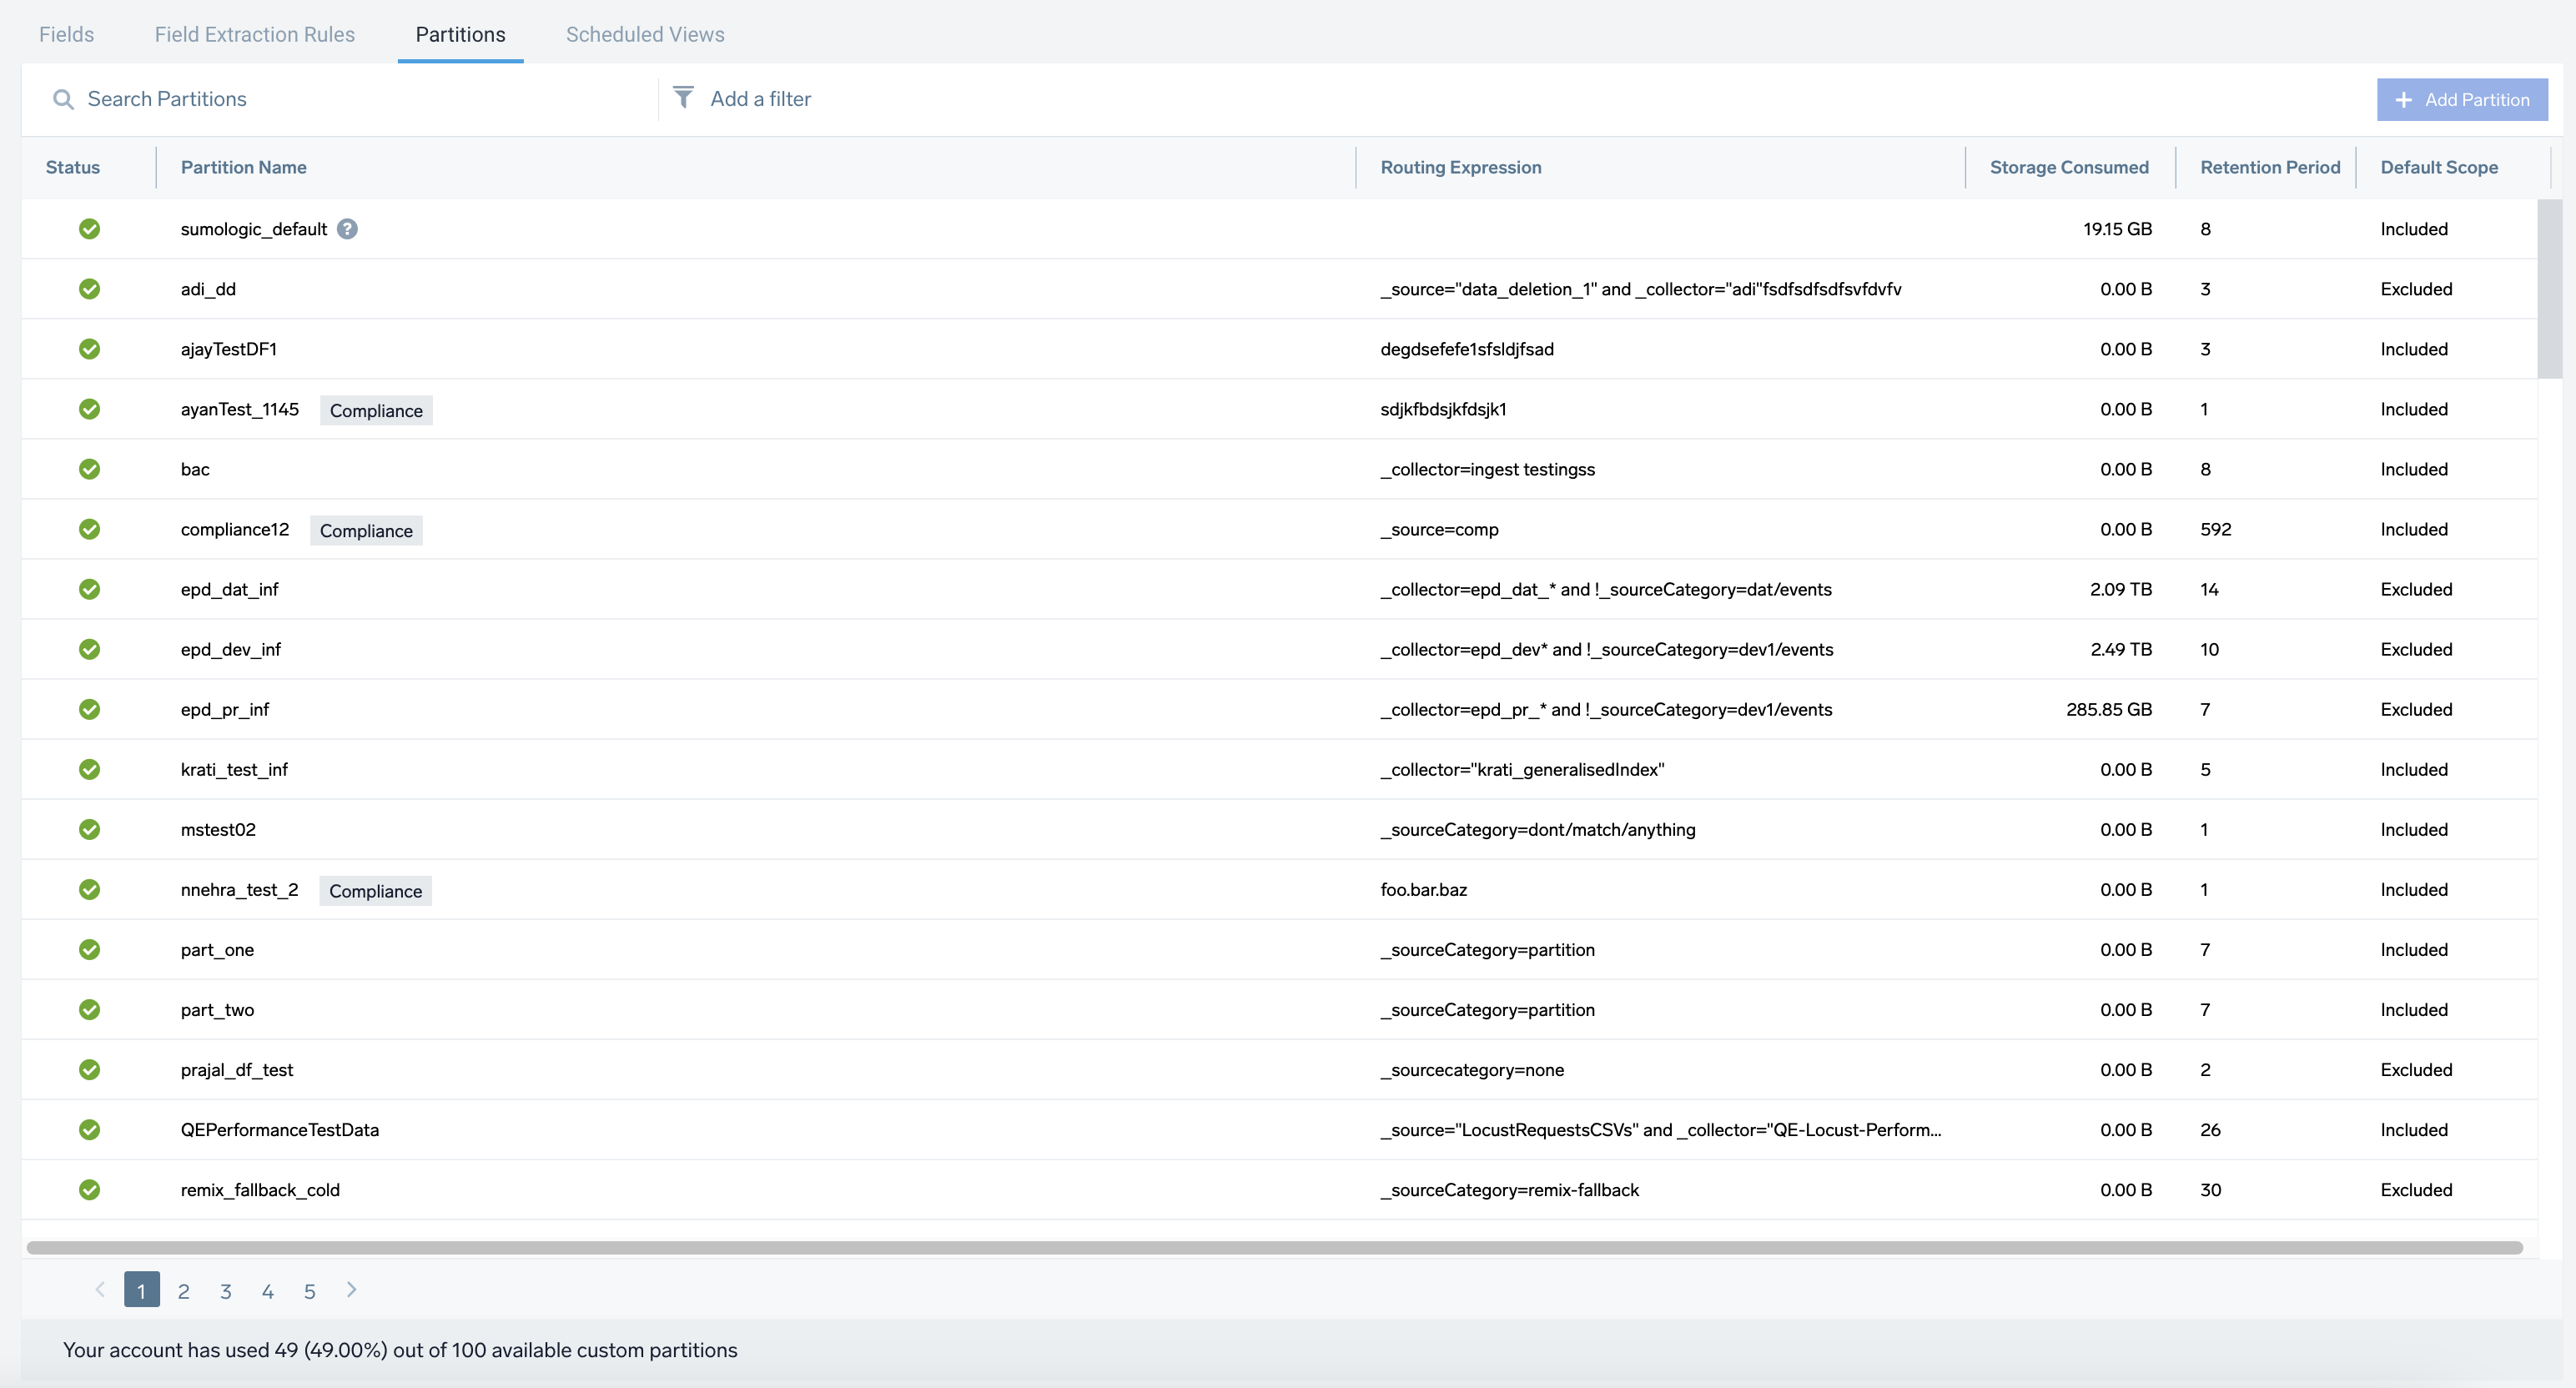 Fields Field Extraction Rules Partitions Scheduled Views
Search Partitions Add a filter + Add Partition
Status Partition Name Routing Expression Storage Consumed Retention Period Default Scope
sumologic_default ? 19.15 GB 8 Included
adi_dd _source="data_deletion_1" and _collector="adi"fsdfsdfsdfsvfdvfv 0.00 B 3 Excluded
ajayTestDF1 degdsefefe1sfsldjfsad 0.00 B 3 Included
ayanTest_1145 Compliance sdjkfbdsjkfdsjk1 0.00 B 1 Included
bac _collector=ingest testingss 0.00 B 8 Included
compliance12 Compliance _source=comp 0.00 B 592 Included
epd_dat_inf _collector=epd_dat_* and !_sourceCategory=dat/events 2.09 TB 14 Excluded
epd_dev_inf _collector=epd_dev* and !_sourceCategory=dev1/events 2.49 TB 10 Excluded
epd_pr_inf _collector=epd_pr_* and !_sourceCategory=dev1/events 285.85 GB 7 Excluded
krati_test_inf _collector="krati_generalisedIndex" 0.00 B 5 Included
mstest02 _sourceCategory=dont/match/anything 0.00 B 1 Included
nnehra_test_2 Compliance foo.bar.baz 0.00 B 1 Included
part_one _sourceCategory=partition 0.00 B 7 Included
part_two _sourceCategory=partition 0.00 B 7 Included
prajal_df_test _sourcecategory=none 0.00 B 2 Excluded
QEPerformanceTestData _source="LocustRequestsCSVs" and _collector="QE-Locust-Perform... 0.00 B 26 Included
remix_fallback_cold _sourceCategory=remix-fallback 0.00 B 30 Excluded
1 2 3 4 5
Your account has used 49 (49.00%) out of 100 available custom partitions